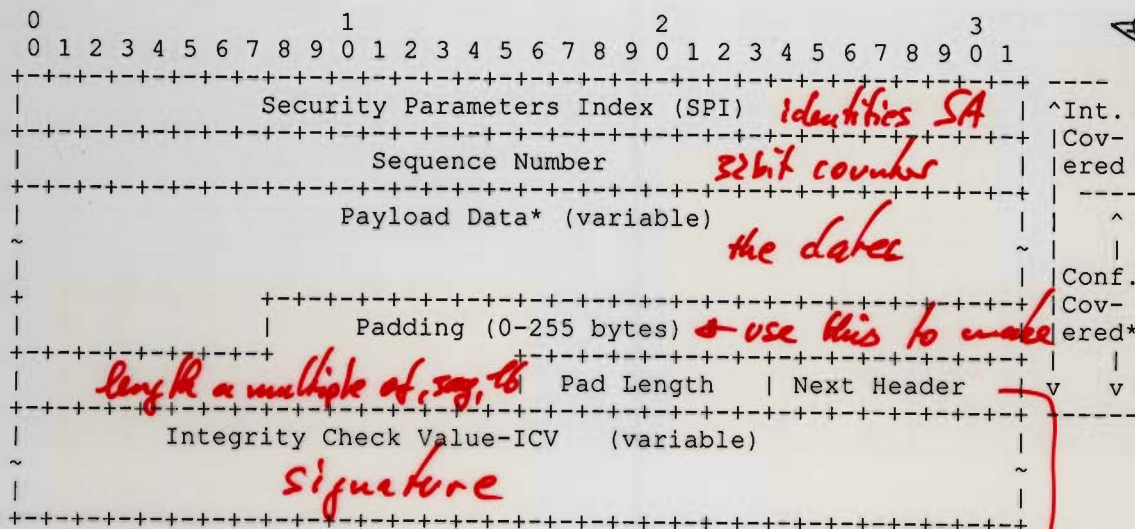 0                   1                   2                   3
0 1 2 3 4 5 6 7 8 9 0 1 2 3 4 5 6 7 8 9 0 1 2 3 4 5 6 7 8 9 0 1
+-+-+-+-+-+-+-+-+-+-+-+-+-+-+-+-+-+-+-+-+-+-+-+-+-+-+-+-+-+-+-+-+ ----
| Security Parameters Index (SPI) identifies SA | ^Int.
+-+-+-+-+-+-+-+-+-+-+-+-+-+-+-+-+-+-+-+-+-+-+-+-+-+-+-+-+-+-+-+-+ |Cov-
| Sequence Number 32bit counter | |ered
+-+-+-+-+-+-+-+-+-+-+-+-+-+-+-+-+-+-+-+-+-+-+-+-+-+-+-+-+-+-+-+-+ | ----
| Payload Data* (variable) | | ^
~ the data ~ | |
| | |Conf.
+ +-+-+-+-+-+-+-+-+-+-+-+-+-+-+-+-+-+-+-+-+-+-+-+-+ |Cov-
| | Padding (0-255 bytes) ← use this to make |ered*
+-+-+-+-+-+-+-+-+ +-+-+-+-+-+-+-+-+-+-+-+-+-+-+-+-+ | |
| length a multiple of, say, 16 | Pad Length | Next Header | v v
+-+-+-+-+-+-+-+-+-+-+-+-+-+-+-+-+-+-+-+-+-+-+-+-+-+-+-+-+-+-+-+-+ ------
| Integrity Check Value-ICV (variable) |
~ signature ~
| |
+-+-+-+-+-+-+-+-+-+-+-+-+-+-+-+-+-+-+-+-+-+-+-+-+-+-+-+-+-+-+-+-+